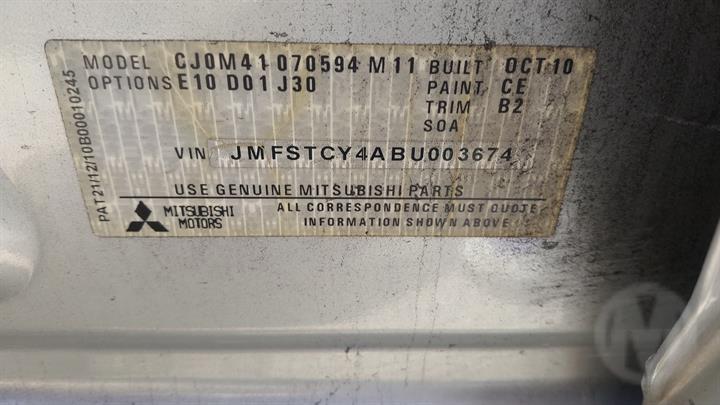 MODEL CJ0M41 070594 M11 BUILT OCT10
OPTIONS E10 D01 J30 PAINT CE
TRIM B2
SOA
VIN JMFSTCY4ABU003674
USE GENUINE MITSUBISHI PARTS
MITSUBISHI MOTORS
ALL CORRESPONDENCE MUST QUOTE
INFORMATION SHOWN ABOVE
PAT21/12/10B00010245